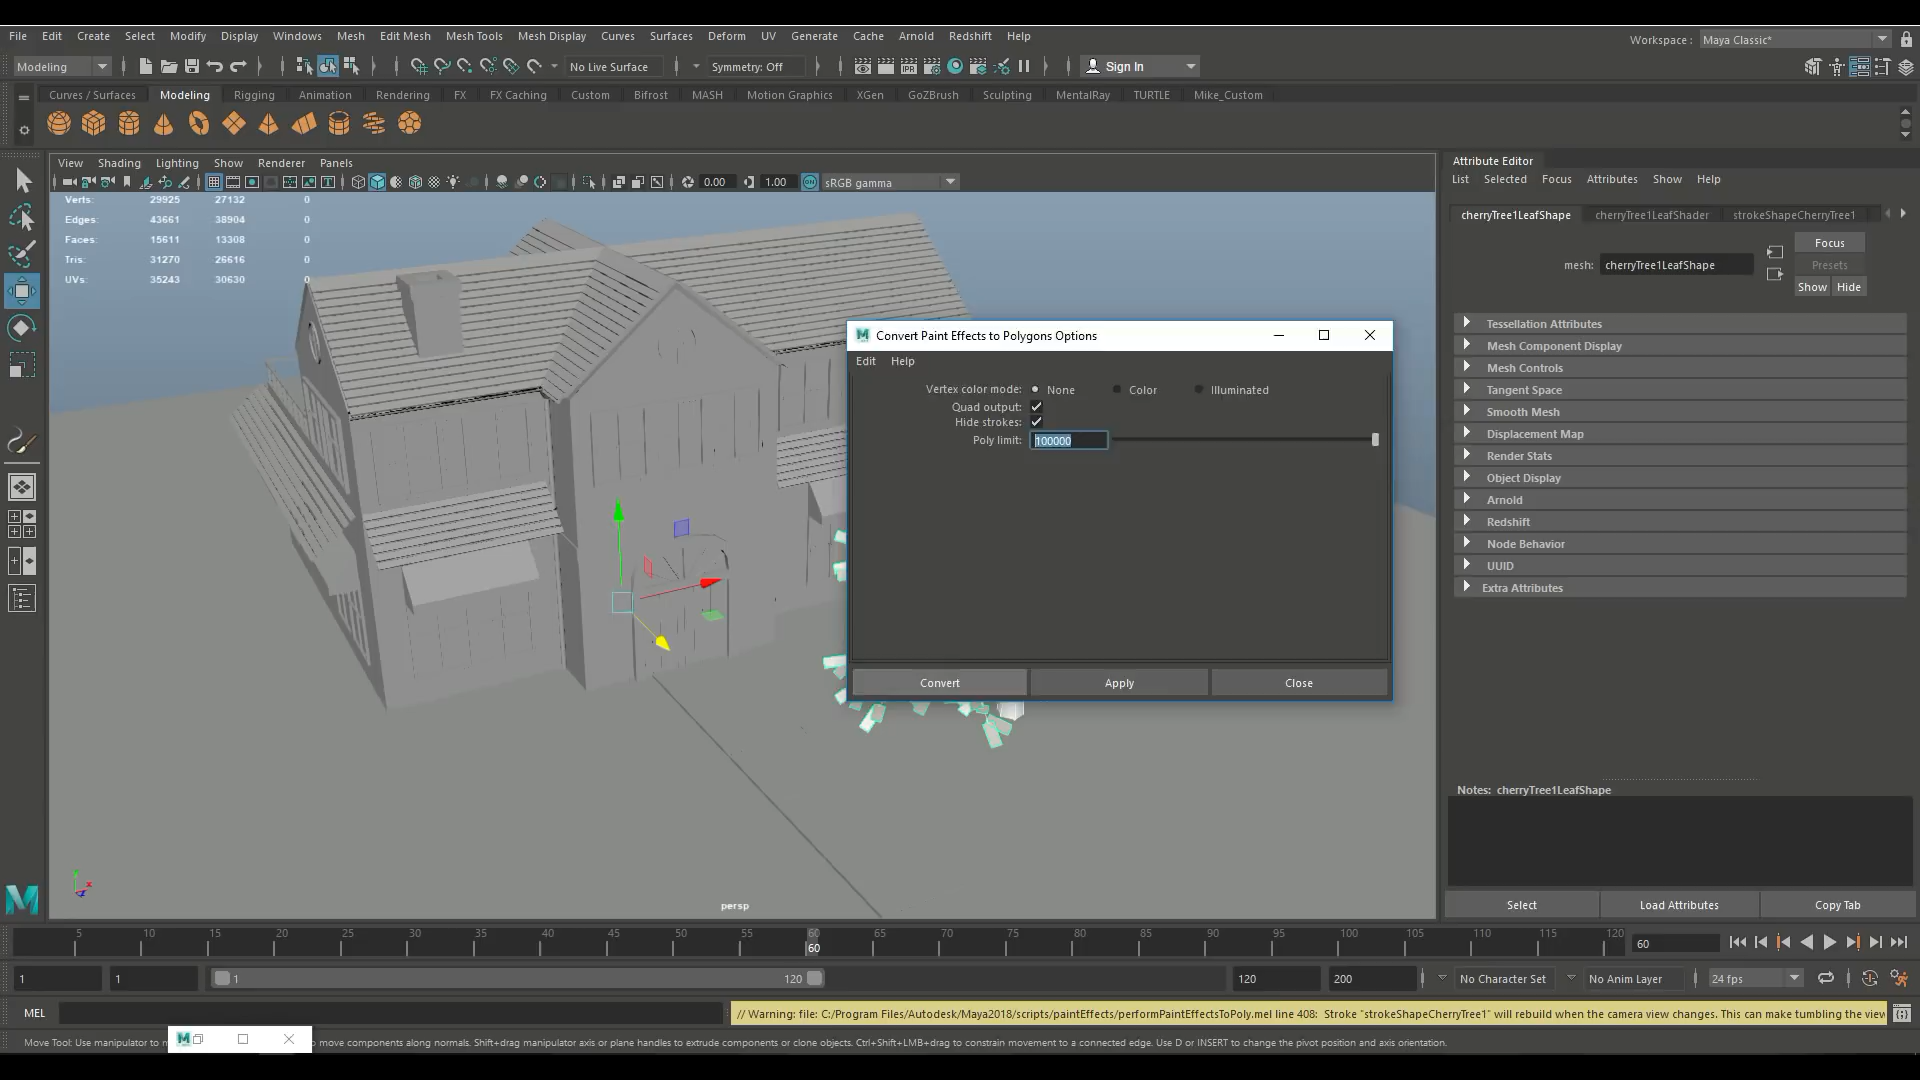 File Edit Create Select Modify Display Windows Mesh Edit Mesh Mesh Tools Mesh Display Curves Surfaces Deform UV Generate Cache Arnold Redshift Help
Workspace : Maya Classic*
Modeling No Live Surface Symmetry: Off Sign In
Curves / Surfaces Modeling Rigging Animation Rendering FX FX Caching Custom Bifrost MASH Motion Graphics XGen GoZBrush Sculpting MentalRay TURTLE Mike_Custom
View Shading Lighting Show Renderer Panels
0.00 1.00 sRGB gamma
Verts: 29925 27132 0
Edges: 43661 38904 0
Faces: 15611 13308 0
Tris: 31270 26616 0
UVs: 35243 30630 0
persp
Convert Paint Effects to Polygons Options
Edit Help
Vertex color mode: None Color Illuminated
Quad output:
Hide strokes:
Poly limit: 100000
Convert Apply Close
Attribute Editor
List Selected Focus Attributes Show Help
cherryTree1LeafShape cherryTree1LeafShader strokeShapeCherryTree1
mesh: cherryTree1LeafShape
Focus
Presets
Show Hide
Tessellation Attributes
Mesh Component Display
Mesh Controls
Tangent Space
Smooth Mesh
Displacement Map
Render Stats
Object Display
Arnold
Redshift
Node Behavior
UUID
Extra Attributes
Notes: cherryTree1LeafShape
Select Load Attributes Copy Tab
5 10 15 20 25 30 35 40 45 50 55 60 65 70 75 80 85 90 95 100 105 110 115 120
60
60
1 1 1 120 120 200 No Character Set No Anim Layer 24 fps
MEL
// Warning: file: C:/Program Files/Autodesk/Maya2018/scripts/paintEffects/performPaintEffectsToPoly.mel line 408: Stroke "strokeShapeCherryTree1" will rebuild when the camera view changes. This can make tumbling the view
Move Tool: Use manipulator to m to move components along normals. Shift+drag manipulator axis or plane handles to extrude components or clone objects. Ctrl+Shift+LMB+drag to constrain movement to a connected edge. Use D or INSERT to change the pivot position and axis orientation.